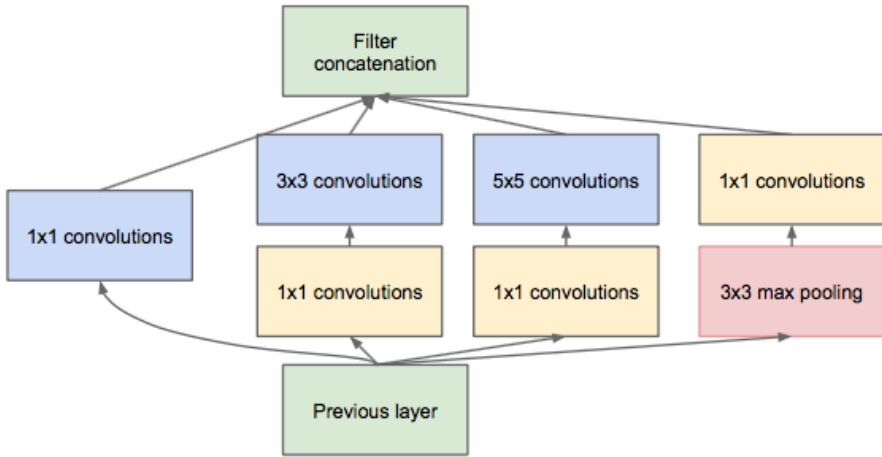 Filter
concatenation
3x3 convolutions
5x5 convolutions
1x1 convolutions
1x1 convolutions
1x1 convolutions
1x1 convolutions
3x3 max pooling
Previous layer